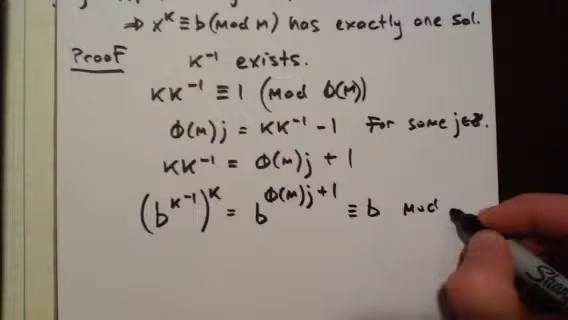 ⇒ x^k ≡ b (mod m) has exactly one sol.
Proof k^-1 exists.
kk^-1 ≡ 1 (mod φ(m))
φ(m)j = kk^-1 - 1 for some j∈ℤ.
kk^-1 = φ(m)j + 1
(b^k^-1)^k = b^φ(m)j+1 ≡ b mod
Sharpie